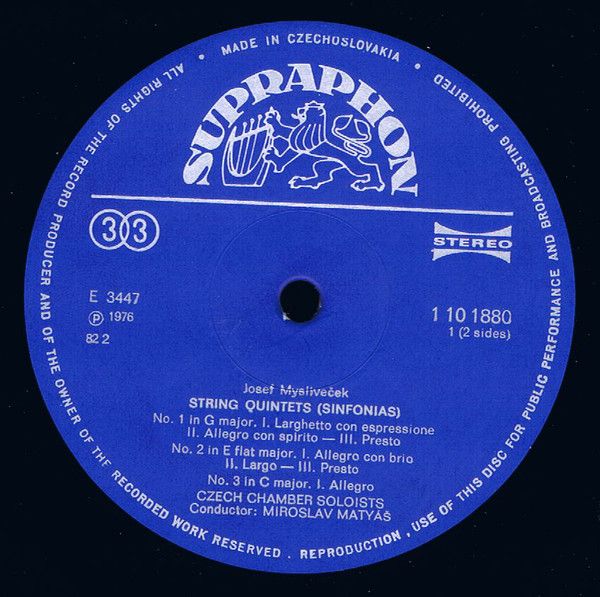 MADE IN CZECHOSLOVAKIA • ALL RIGHTS OF THE RECORD PRODUCER AND OF THE OWNER OF THE RECORDED WORK RESERVED . REPRODUCTION , USE OF THIS DISC FOR PUBLIC PERFORMANCE AND BROADCASTING PROHIBITED •
SUPRAPHON
33
STEREO
E 3447
℗ 1976
82 2
1 10 1880
1 (2 sides)
Josef Mysliveček
STRING QUINTETS (SINFONIAS)
No. 1 in G major. I. Larghetto con espressione
II. Allegro con spirito — III. Presto
No. 2 in E flat major. I. Allegro con brio
II. Largo — III. Presto
No. 3 in C major. I. Allegro
CZECH CHAMBER SOLOISTS
Conductor: MIROSLAV MATYÁŠ